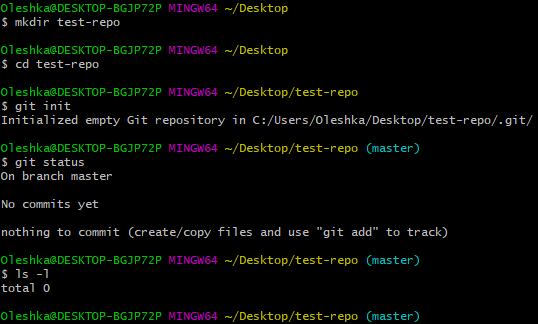 Oleshka@DESKTOP-BGJP72P MINGW64 ~/Desktop
$ mkdir test-repo
Oleshka@DESKTOP-BGJP72P MINGW64 ~/Desktop
$ cd test-repo
Oleshka@DESKTOP-BGJP72P MINGW64 ~/Desktop/test-repo
$ git init
Initialized empty Git repository in C:/Users/Oleshka/Desktop/test-repo/.git/
Oleshka@DESKTOP-BGJP72P MINGW64 ~/Desktop/test-repo (master)
$ git status
On branch master
No commits yet
nothing to commit (create/copy files and use "git add" to track)
Oleshka@DESKTOP-BGJP72P MINGW64 ~/Desktop/test-repo (master)
$ ls -l
total 0
Oleshka@DESKTOP-BGJP72P MINGW64 ~/Desktop/test-repo (master)